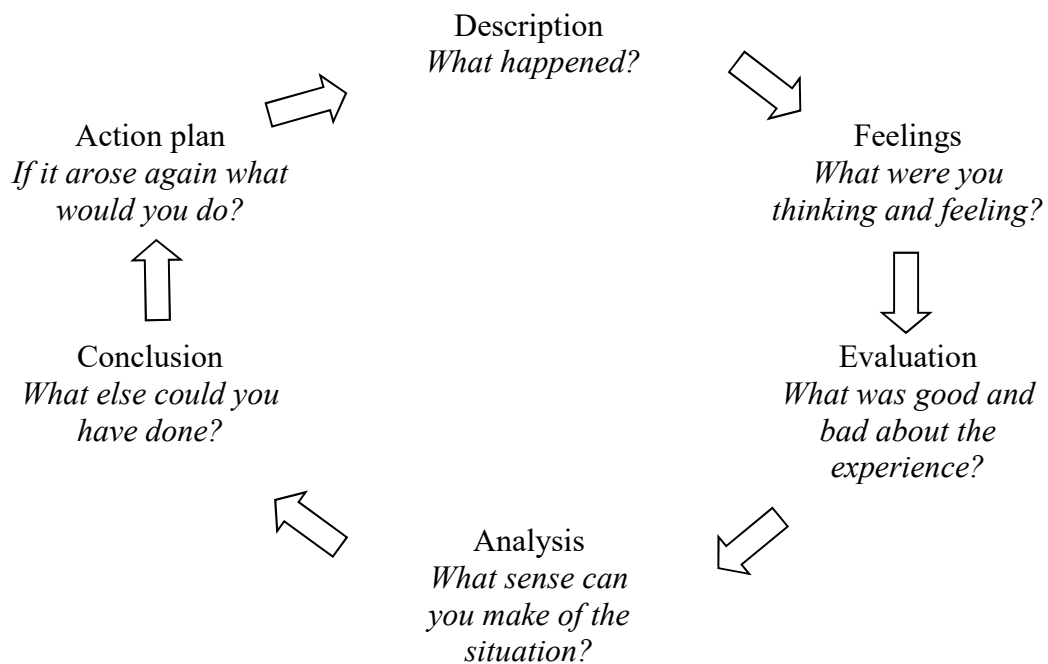 Description
What happened?
Feelings
What were you
thinking and feeling?
Evaluation
What was good and
bad about the
experience?
Analysis
What sense can
you make of the
situation?
Conclusion
What else could you
have done?
Action plan
If it arose again what
would you do?